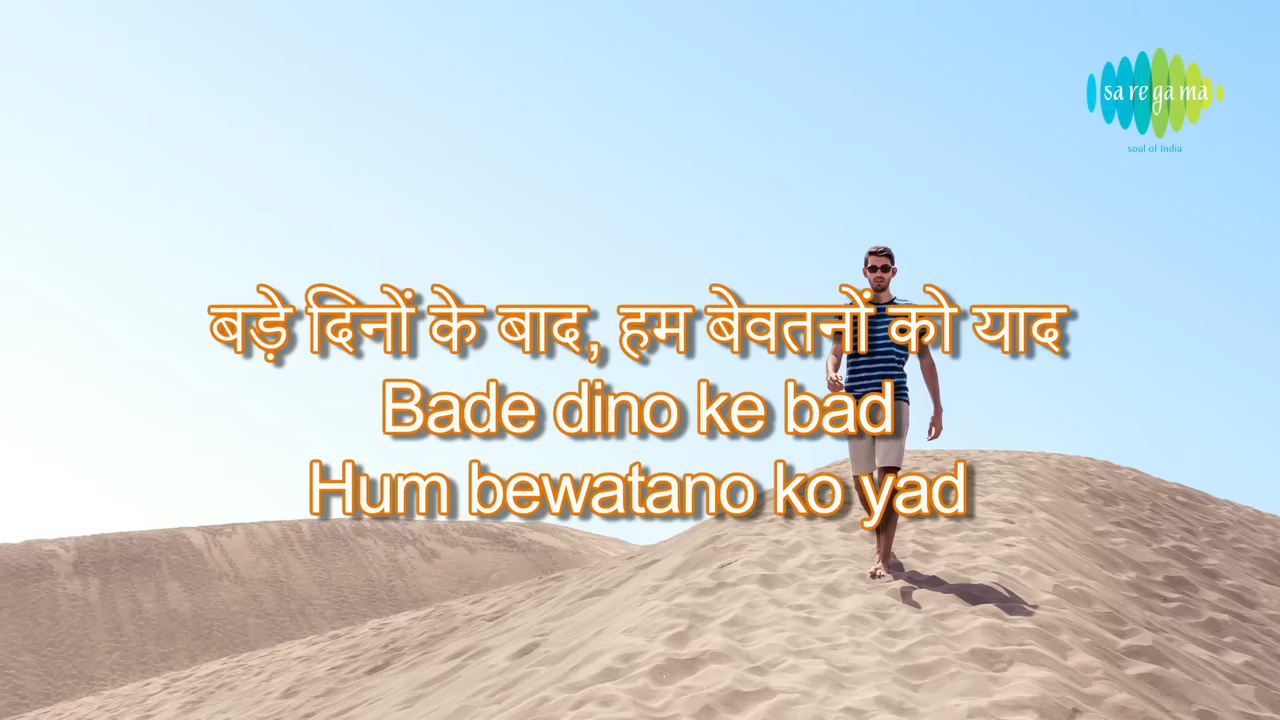 sa re ga ma
soul of India
बड़े दिनों के बाद, हम बेवतनों को याद
Bade dino ke bad
Hum bewatano ko yad